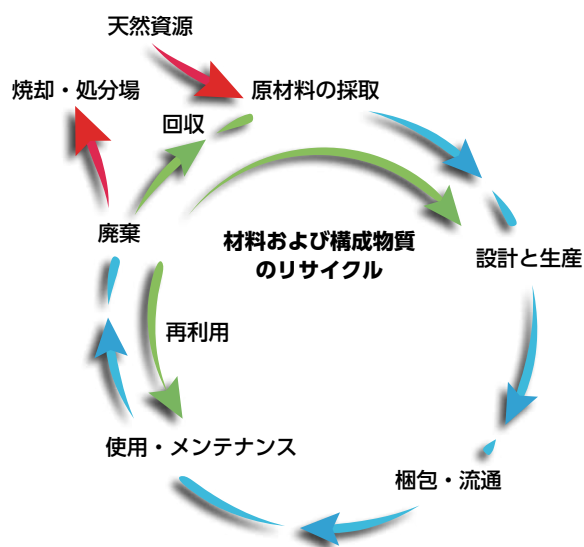 天然資源
焼却・処分場
原材料の採取
回収
廃棄
材料および構成物質
のリサイクル
設計と生産
再利用
使用・メンテナンス
梱包・流通